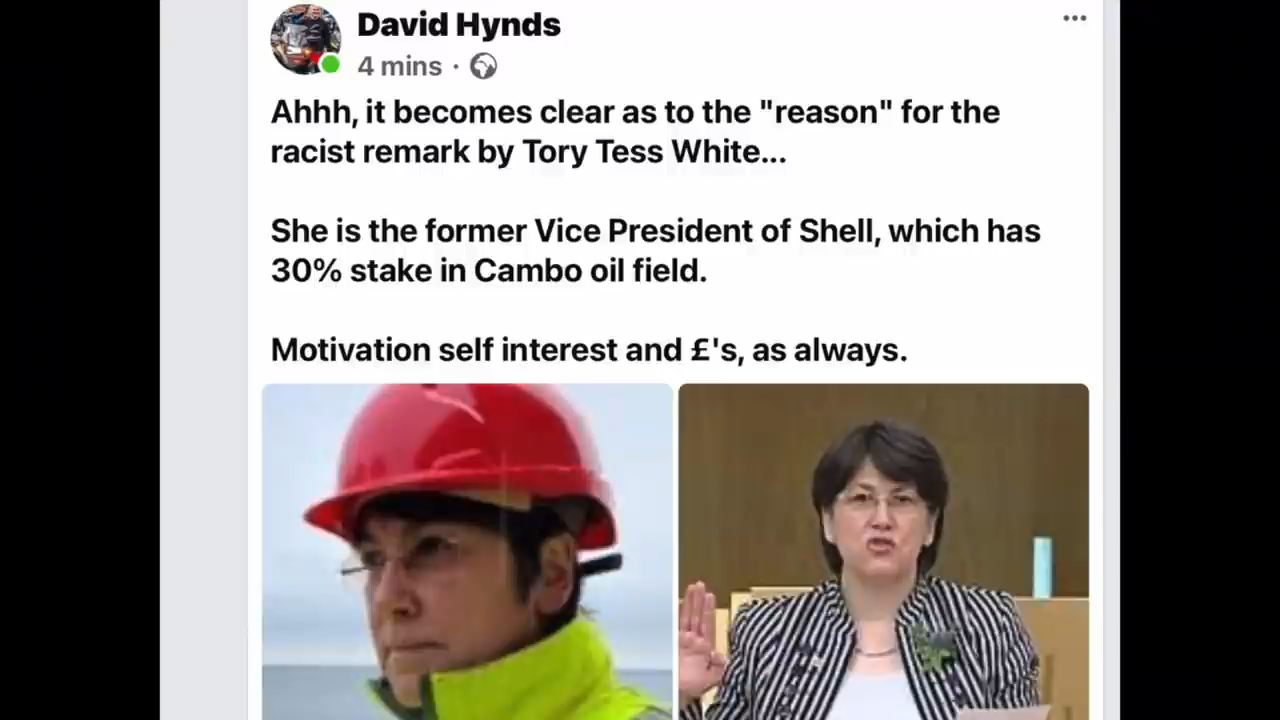 David Hynds
4 mins ·
Ahhh, it becomes clear as to the "reason" for the
racist remark by Tory Tess White...
She is the former Vice President of Shell, which has
30% stake in Cambo oil field.
Motivation self interest and £'s, as always.